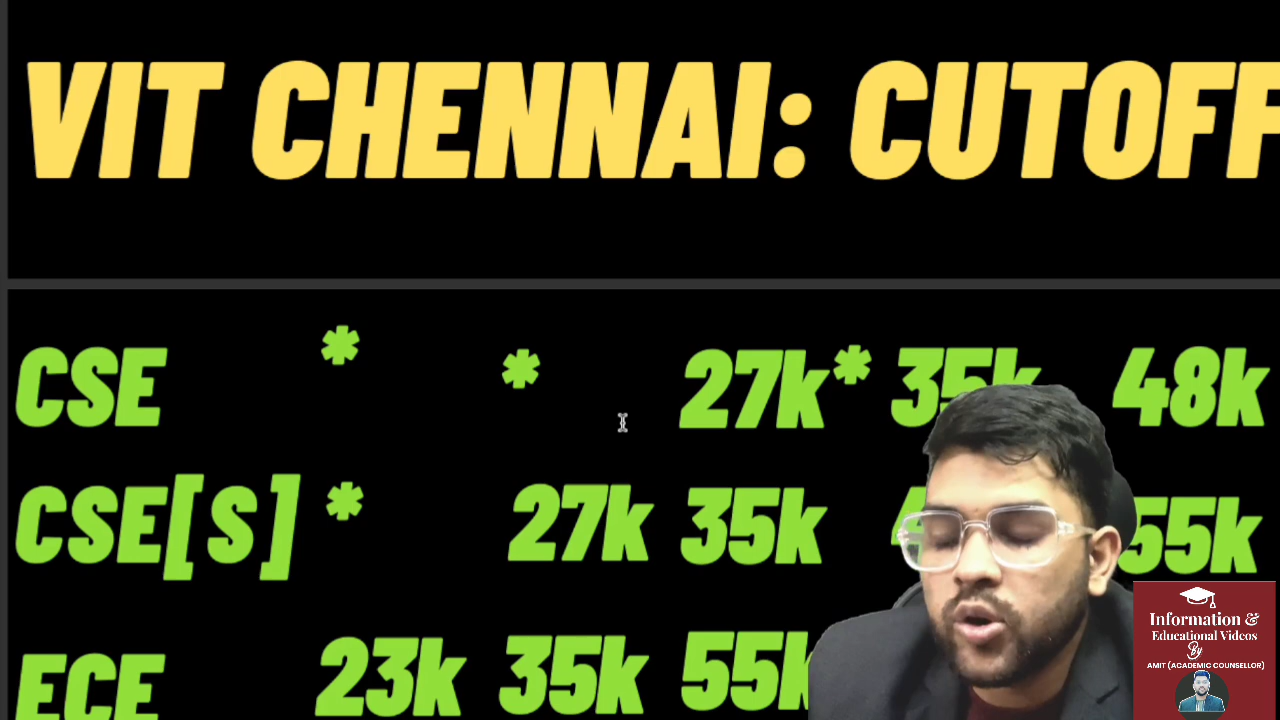 VIT CHENNAI: CUTOFF
CSE * * 27k* 35k 48k
CSE[S] * 27k 35k 55k
ECE 23k 35k 55k
Information &
Educational Videos
By
AMIT (ACADEMIC COUNSELLOR)